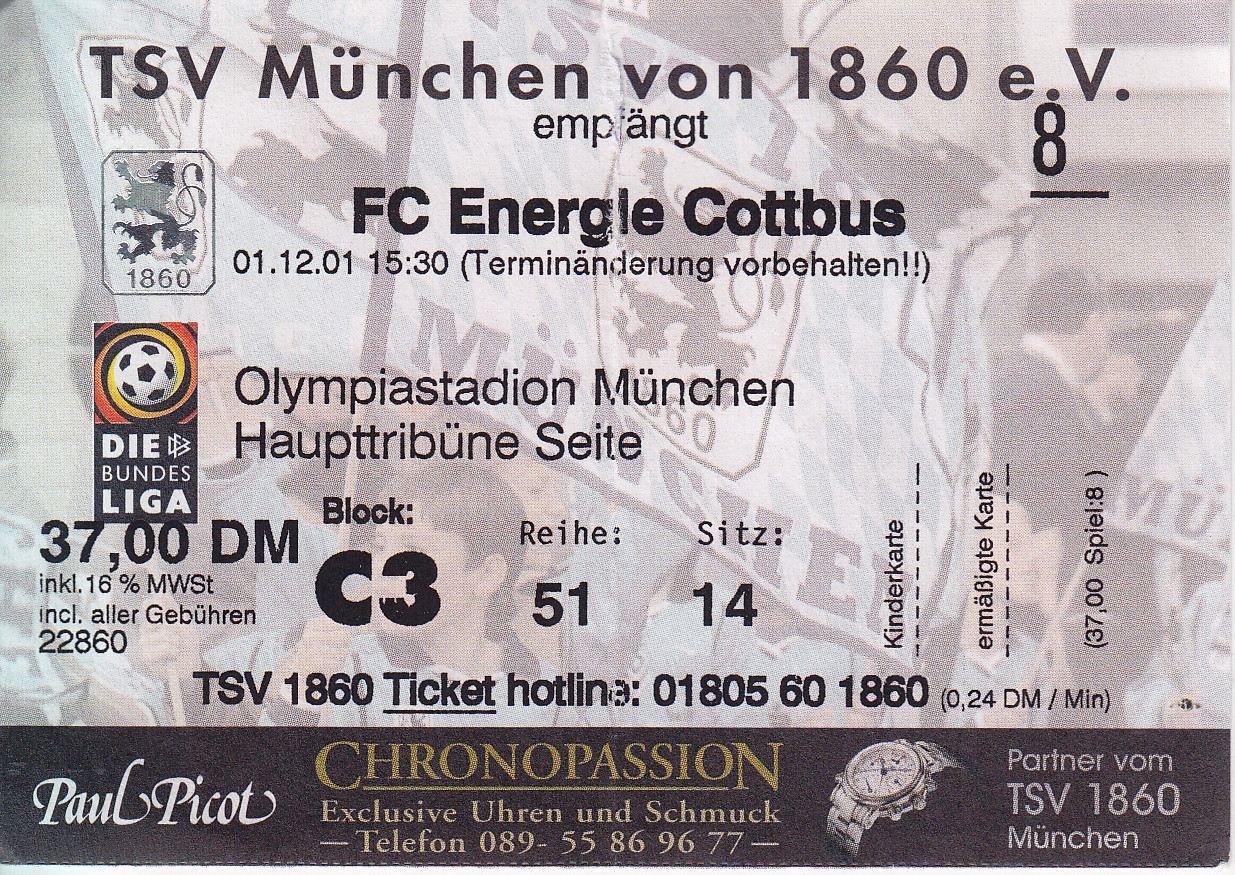 TSV München von 1860 e.V.
empfängt
8
FC Energie Cottbus
01.12.01 15:30 (Terminänderung vorbehalten!!)
1860
Olympiastadion München
Haupttribüne Seite
DIE
BUNDES
LIGA
37,00 DM
inkl.16 % MWSt
incl. aller Gebühren
22860
Block:
C3
Reihe:
51
Sitz:
14
Kinderkarte
ermäßigte Karte
(37,00 Spiel:8 )
TSV 1860 Ticket hotline: 01805 60 1860 (0,24 DM / Min)
Paul Picot
CHRONOPASSION
Exclusive Uhren und Schmuck
— Telefon 089- 55 86 96 77 —
Partner vom
TSV 1860
München